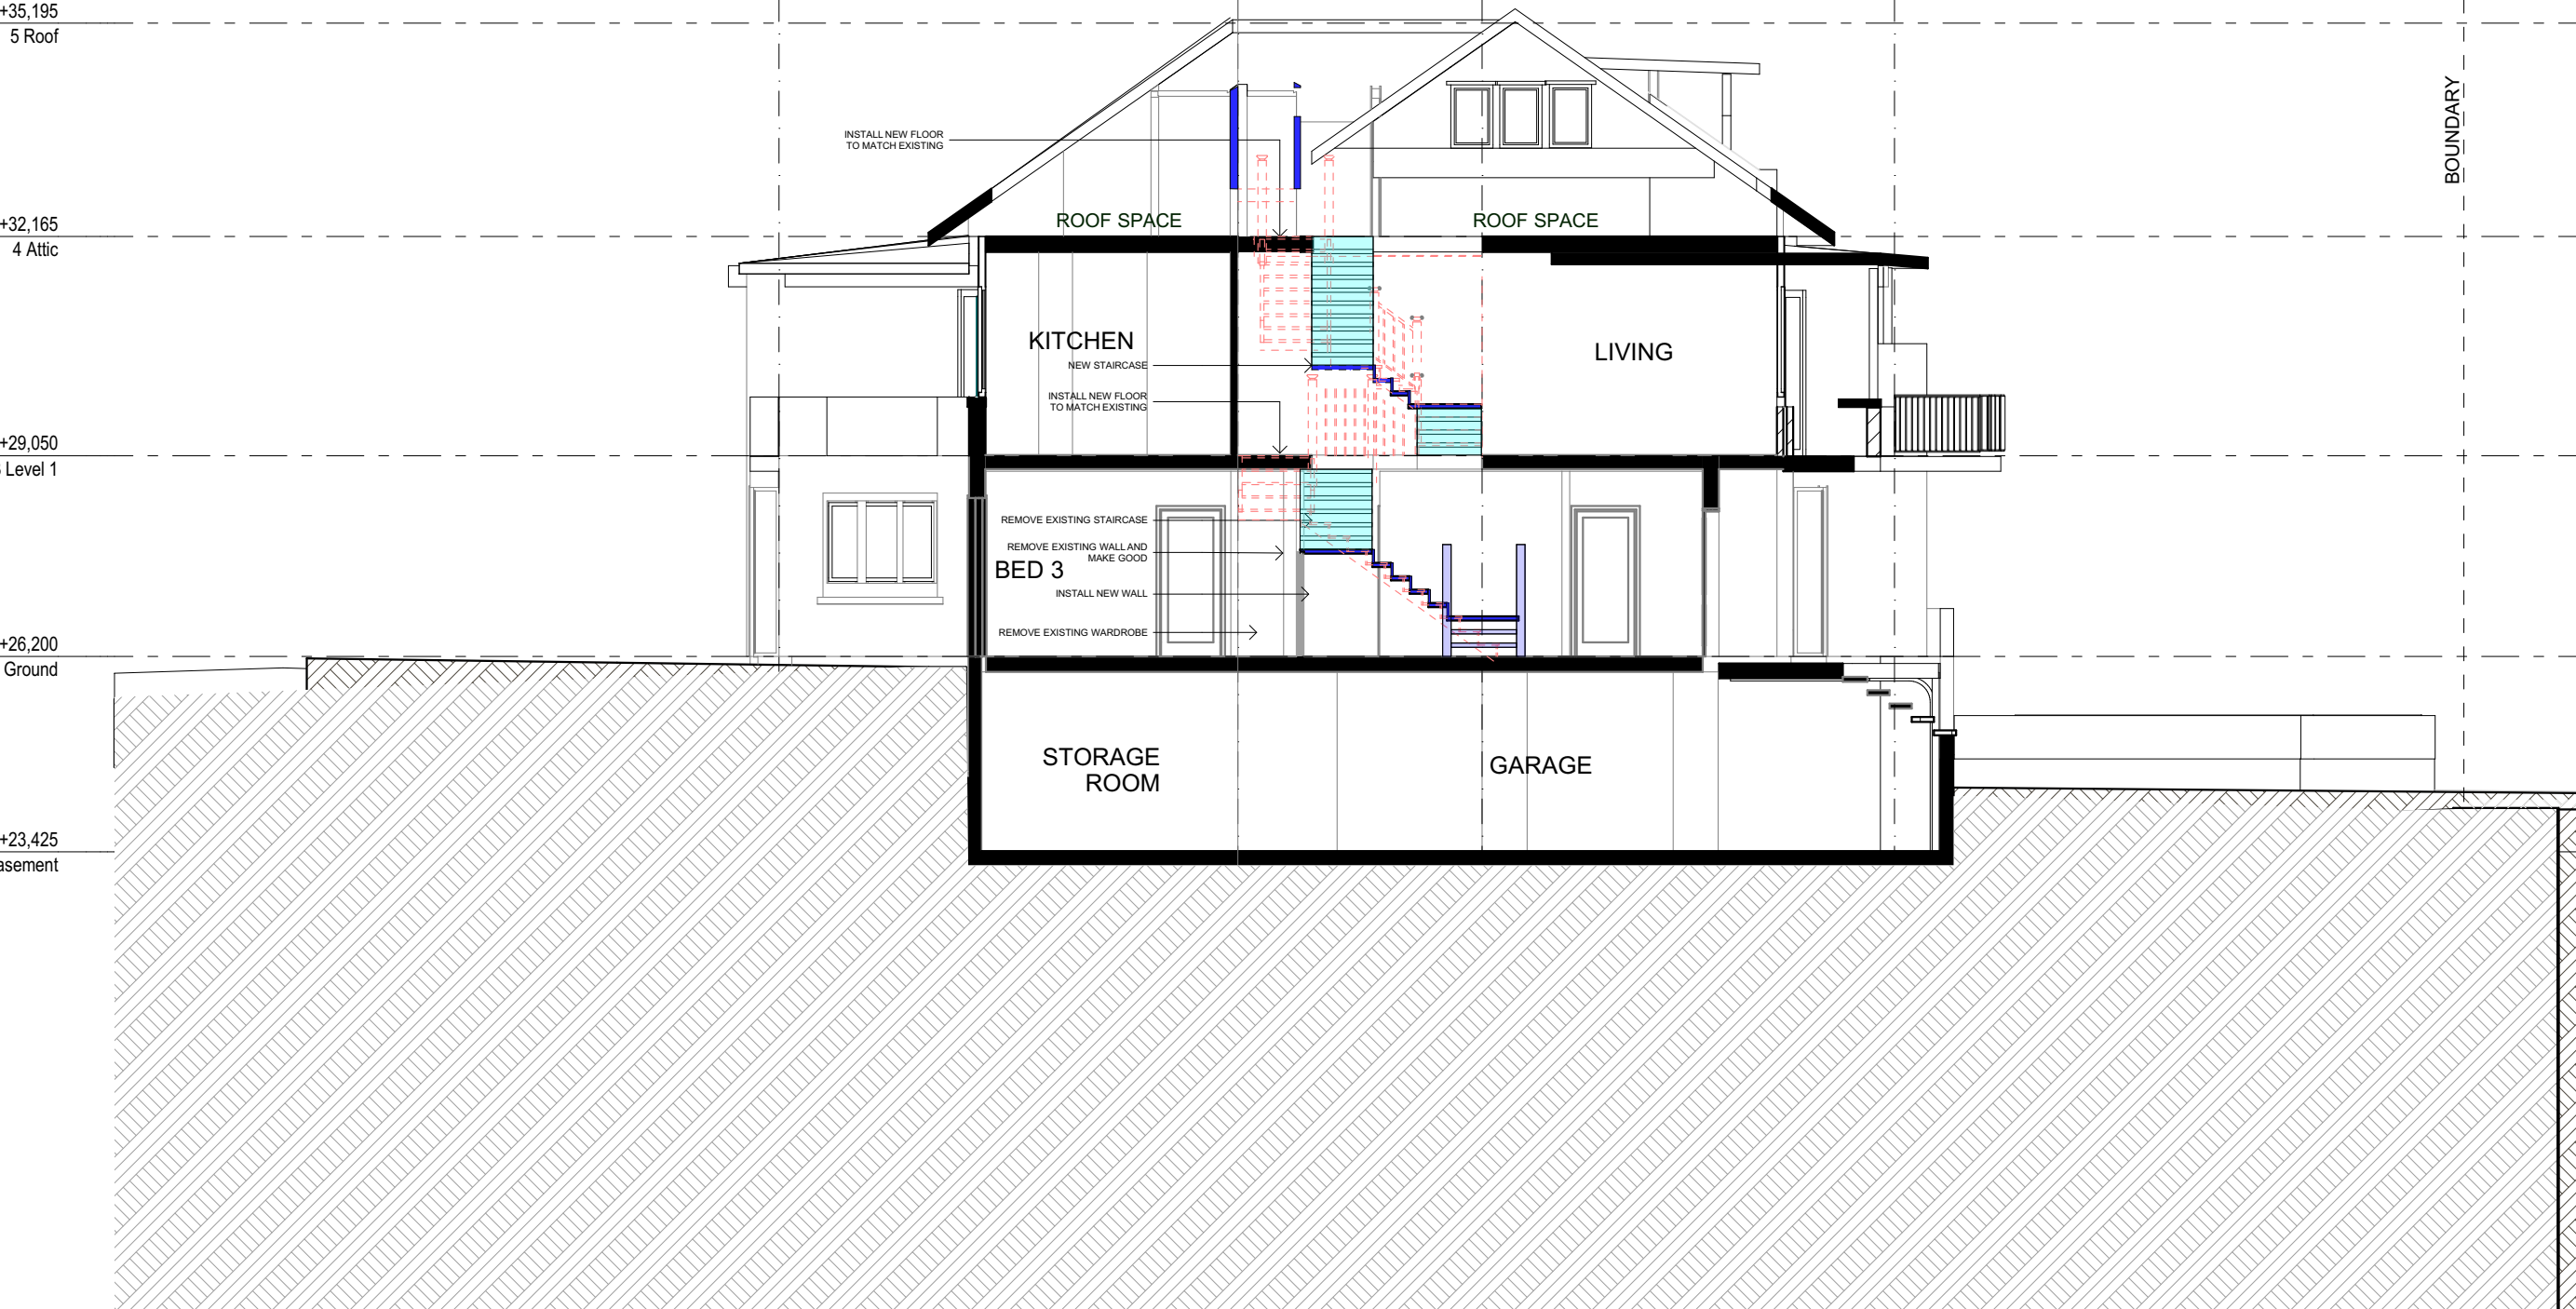 +35,195
5 Roof
BOUNDARY
INSTALL NEW FLOOR
TO MATCH EXISTING
+32,165
4 Attic
ROOF SPACE
ROOF SPACE
KITCHEN
LIVING
NEW STAIRCASE
INSTALL NEW FLOOR
TO MATCH EXISTING
+29,050
Level 1
REMOVE EXISTING STAIRCASE
REMOVE EXISTING WALL AND
MAKE GOOD
BED 3
INSTALL NEW WALL
REMOVE EXISTING WARDROBE
+26,200
Ground
STORAGE
ROOM
GARAGE
+23,425
asement